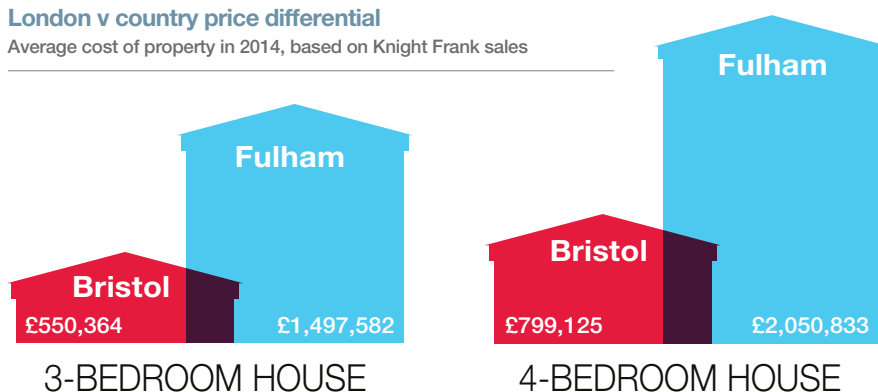 London v country price differential
Average cost of property in 2014, based on Knight Frank sales
Fulham
Bristol
£550,364
£1,497,582
3-BEDROOM HOUSE
Fulham
Bristol
£799,125
£2,050,833
4-BEDROOM HOUSE